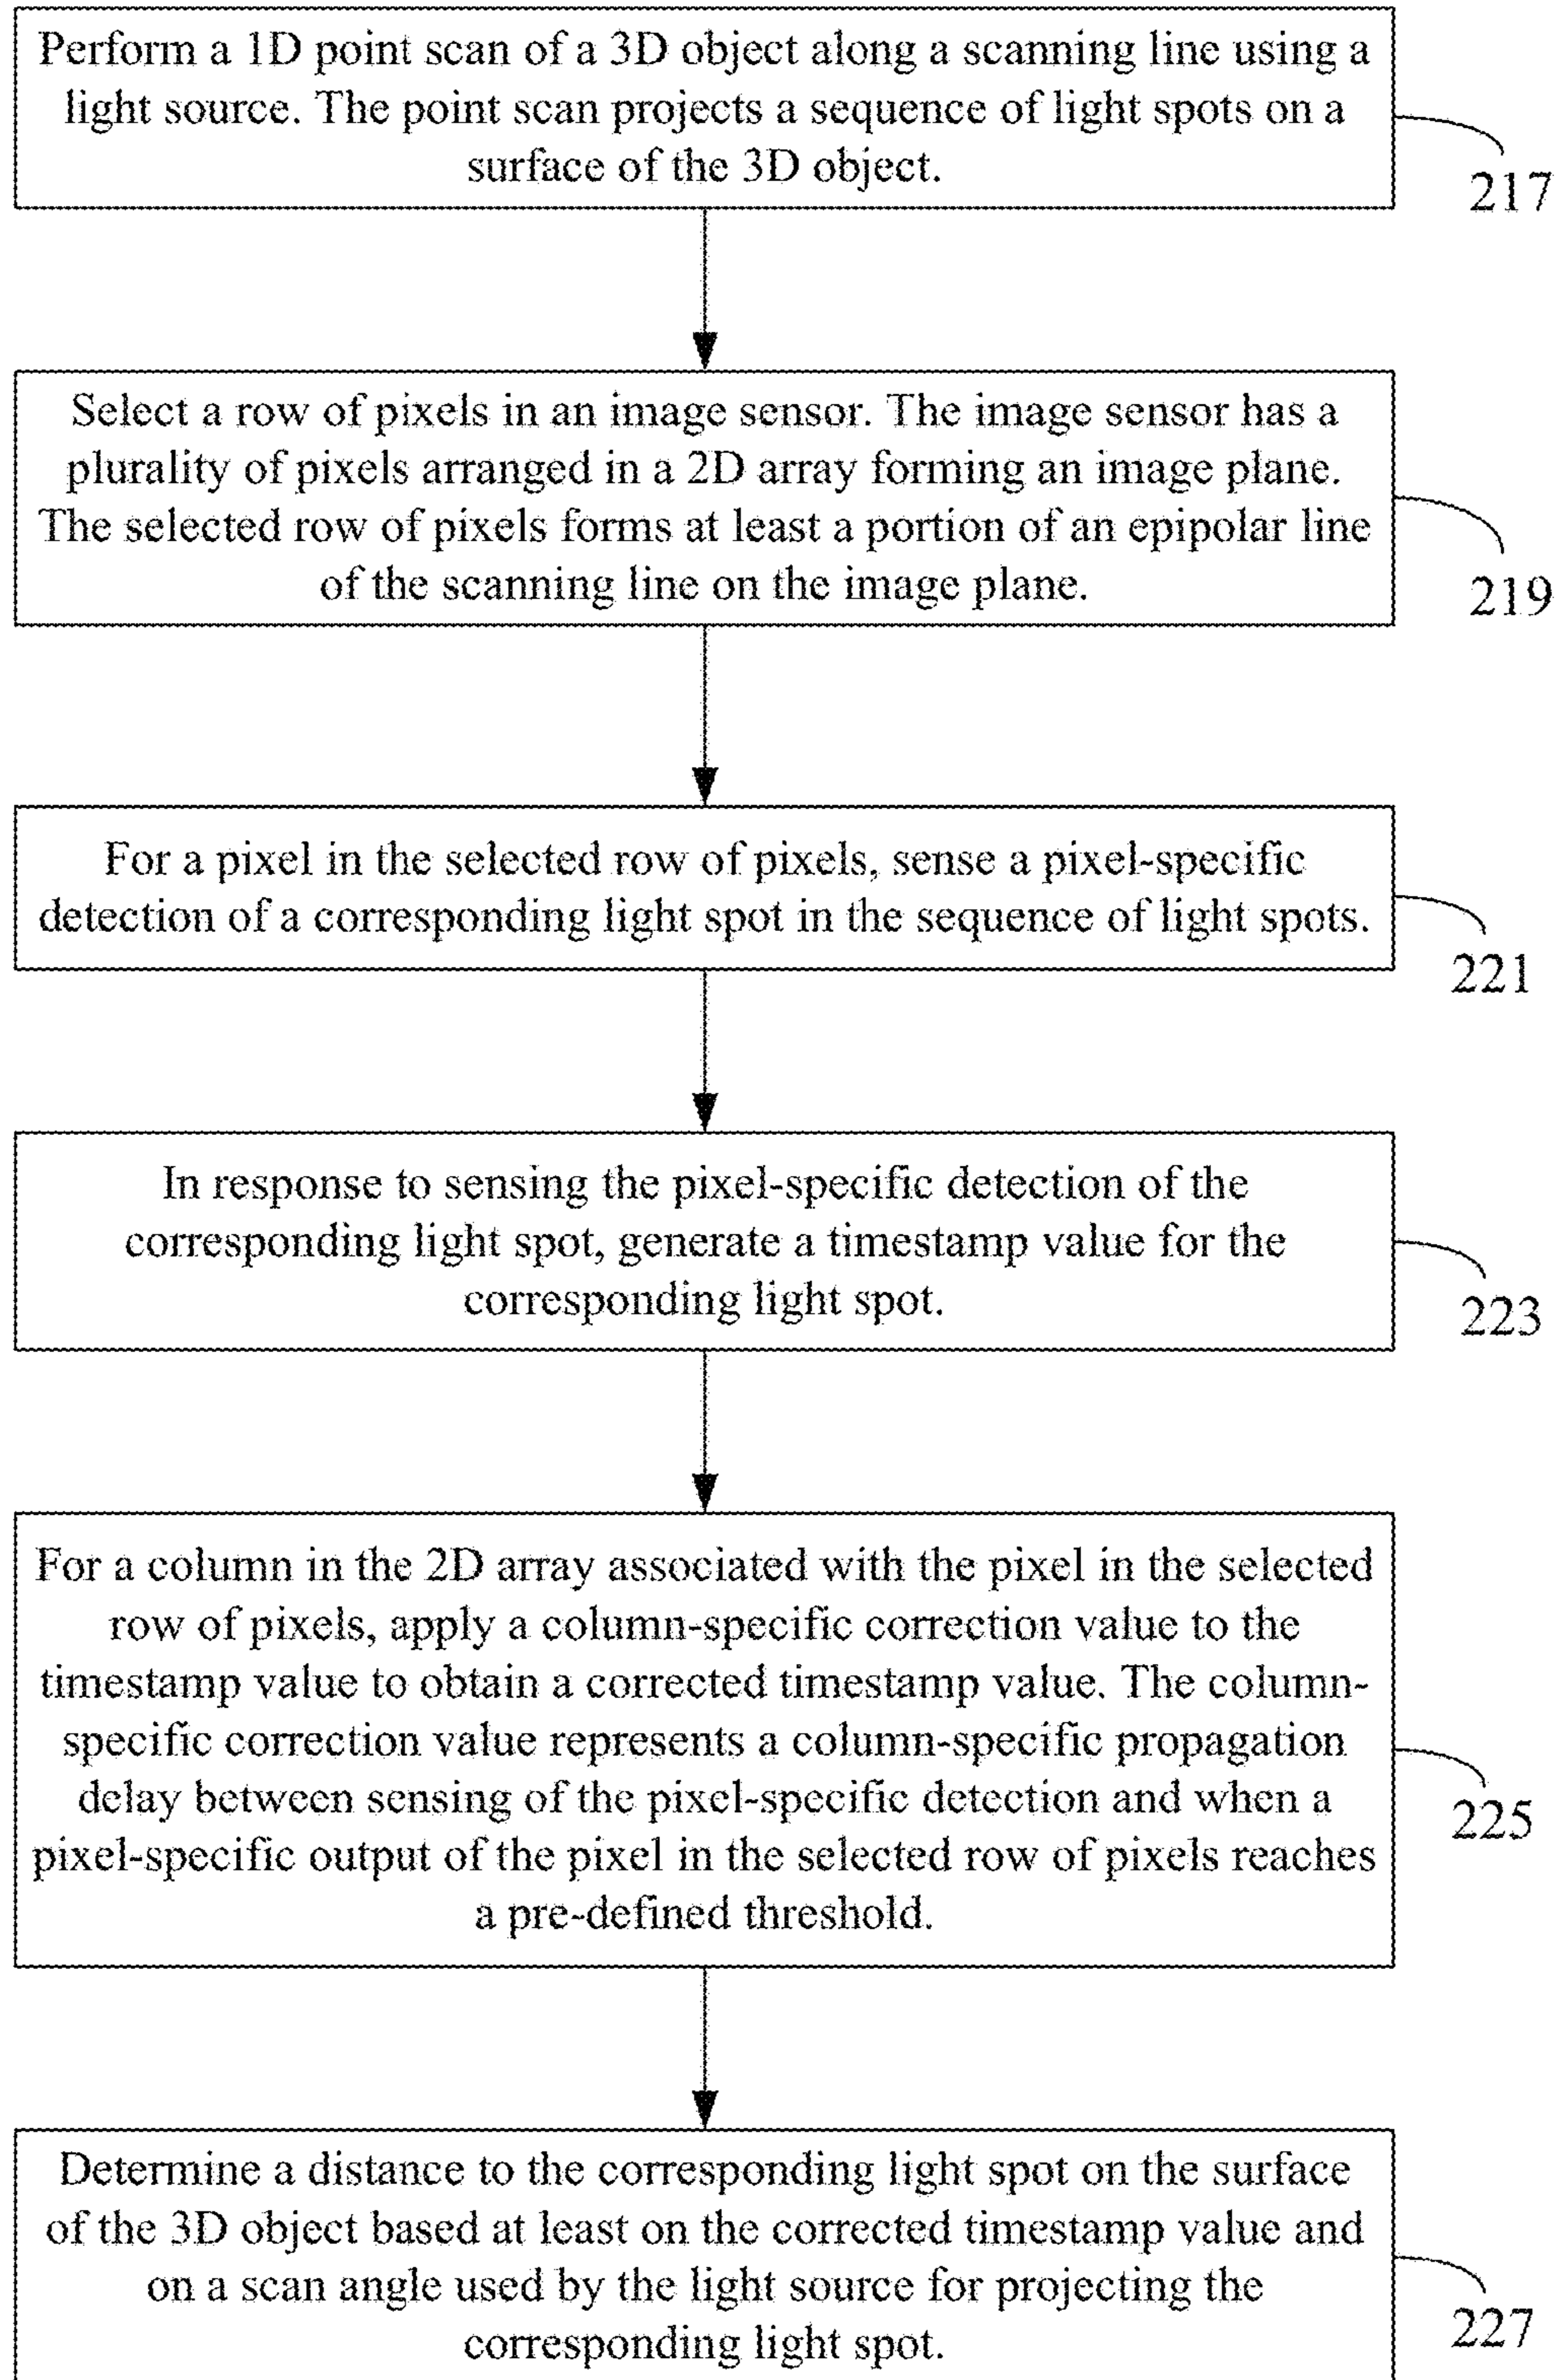 Perform a 1D point scan of a 3D object along a scanning line using a
light source. The point scan projects a sequence of light spots on a
surface of the 3D object.
217
Select a row of pixels in an image sensor. The image sensor has a
plurality of pixels arranged in a 2D array forming an image plane.
The selected row of pixels forms at least a portion of an epipolar line
of the scanning line on the image plane.
219
For a pixel in the selected row of pixels, sense a pixel-specific
detection of a corresponding light spot in the sequence of light spots.
221
In response to sensing the pixel-specific detection of the
corresponding light spot, generate a timestamp value for the
corresponding light spot.
223
For a column in the 2D array associated with the pixel in the selected
row of pixels, apply a column-specific correction value to the
timestamp value to obtain a corrected timestamp value. The column-
specific correction value represents a column-specific propagation
delay between sensing of the pixel-specific detection and when a
pixel-specific output of the pixel in the selected row of pixels reaches
a pre-defined threshold.
225
Determine a distance to the corresponding light spot on the surface
of the 3D object based at least on the corrected timestamp value and
on a scan angle used by the light source for projecting the
corresponding light spot.
227